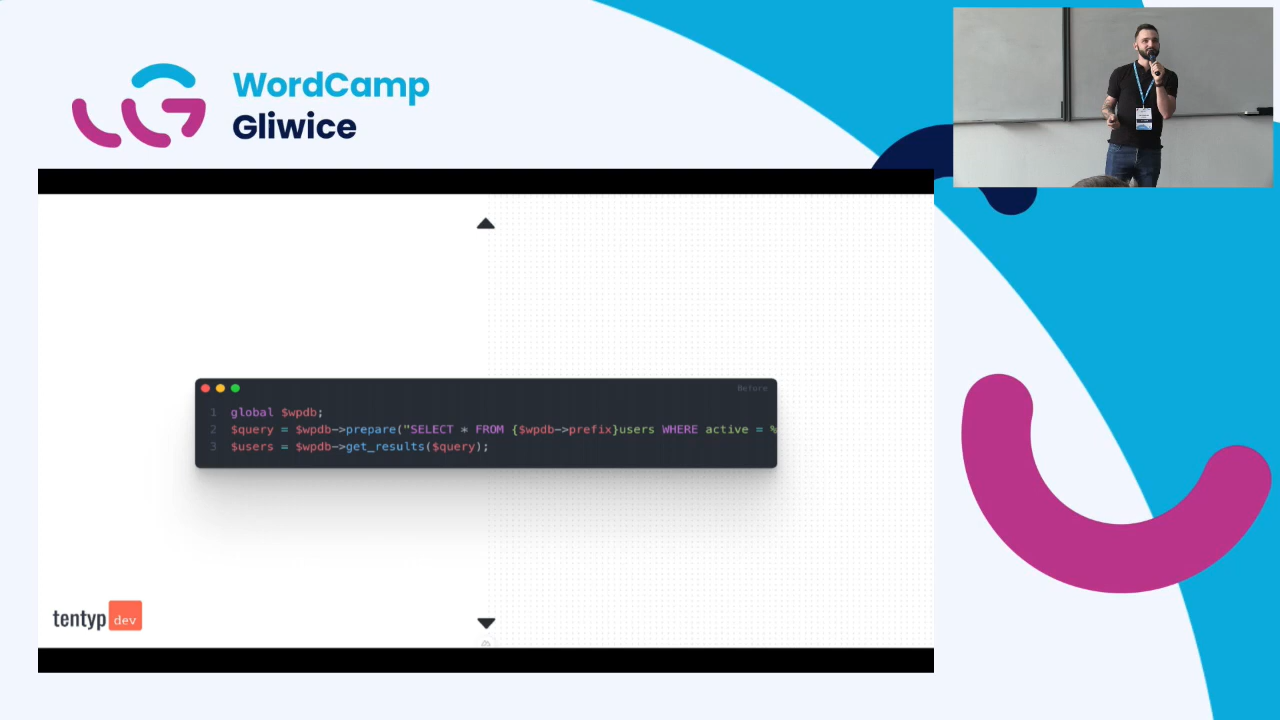 WordCamp
Gliwice
Before
1 global $wpdb;
2 $query = $wpdb->prepare("SELECT * FROM {$wpdb->prefix}users WHERE active = %
3 $users = $wpdb->get_results($query);
tentyp dev